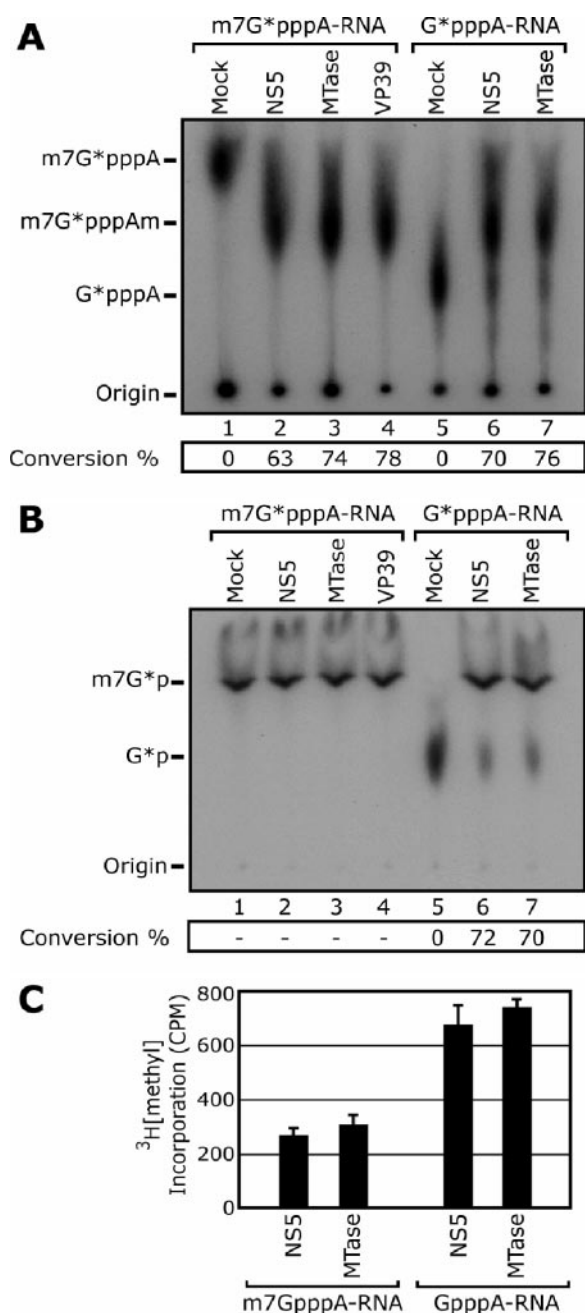 A
m7G*pppA-RNA G*pppA-RNA
Mock NS5 MTase VP39 Mock NS5 MTase
m7G*pppA
m7G*pppAm
G*pppA
Origin
1 2 3 4 5 6 7
Conversion % 0 63 74 78 0 70 76
B
m7G*pppA-RNA G*pppA-RNA
Mock NS5 MTase VP39 Mock NS5 MTase
m7G*p
G*p
Origin
1 2 3 4 5 6 7
Conversion % - - - - 0 72 70
C
³H[methyl]
Incorporation (CPM)
800
600
400
200
0
NS5 MTase NS5 MTase
m7GpppA-RNA GpppA-RNA